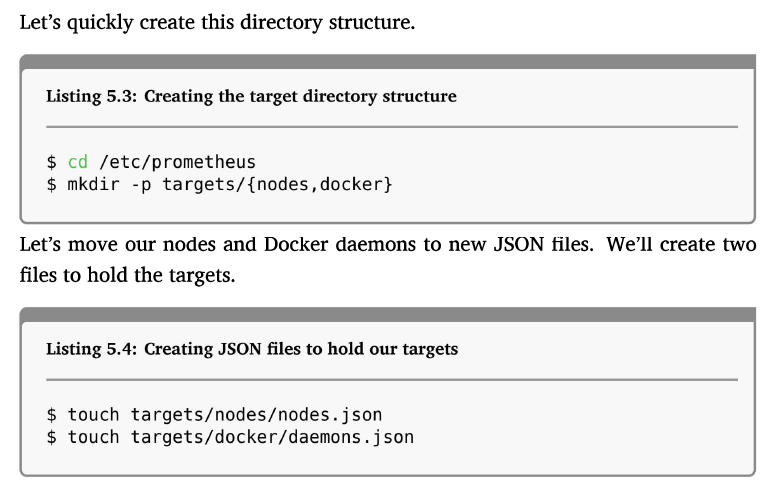 Let’s quickly create this directory structure.
Listing 5.3: Creating the target directory structure
$ cd /etc/prometheus
$ mkdir -p targets/{nodes,docker}
Let’s move our nodes and Docker daemons to new JSON files. We’ll create two
files to hold the targets.
Listing 5.4: Creating JSON files to hold our targets
$ touch targets/nodes/nodes.json
$ touch targets/docker/daemons.json